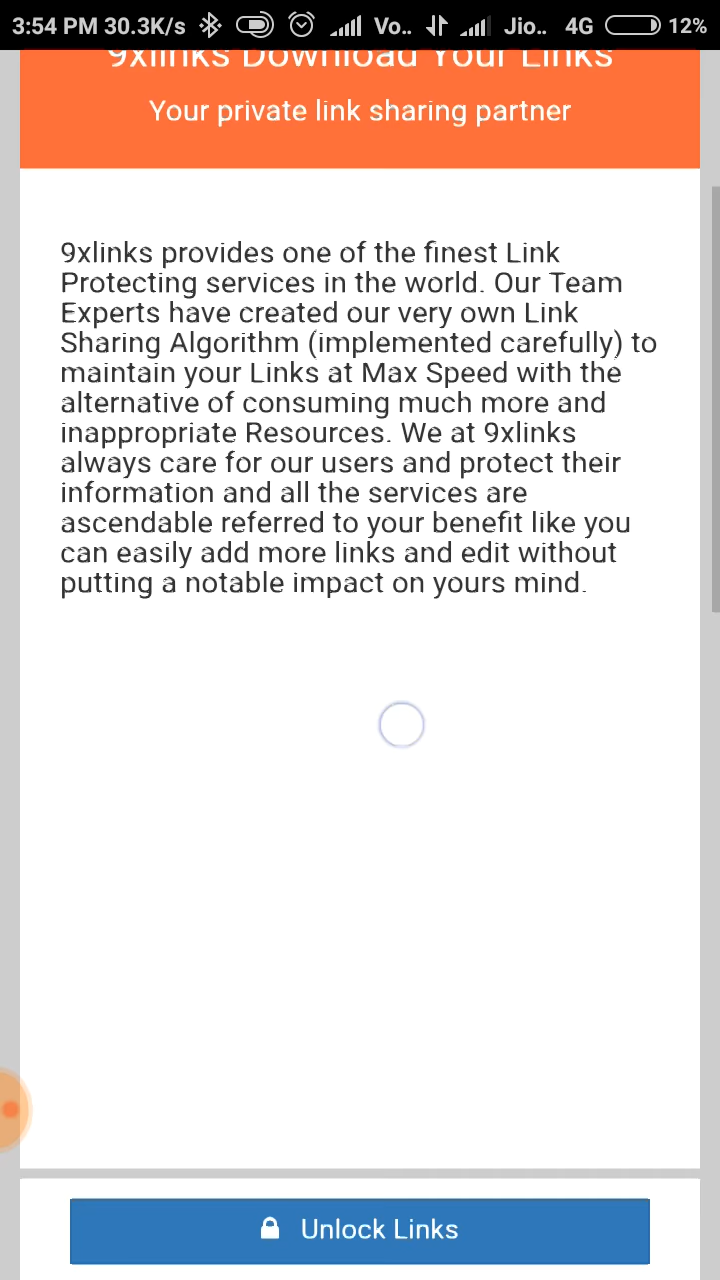 3:54 PM 30.3K/s Vo.. Jio.. 4G 12%
9xlinks Download Your Links
Your private link sharing partner
9xlinks provides one of the finest Link
Protecting services in the world. Our Team
Experts have created our very own Link
Sharing Algorithm (implemented carefully) to
maintain your Links at Max Speed with the
alternative of consuming much more and
inappropriate Resources. We at 9xlinks
always care for our users and protect their
information and all the services are
ascendable referred to your benefit like you
can easily add more links and edit without
putting a notable impact on yours mind.
Unlock Links